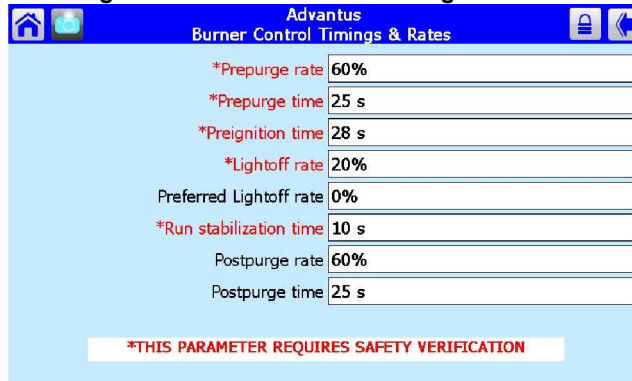 Advantus
Burner Control Timings & Rates
*Prepurge rate 60%
*Prepurge time 25 s
*Preignition time 28 s
*Lightoff rate 20%
Preferred Lightoff rate 0%
*Run stabilization time 10 s
Postpurge rate 60%
Postpurge time 25 s
*THIS PARAMETER REQUIRES SAFETY VERIFICATION